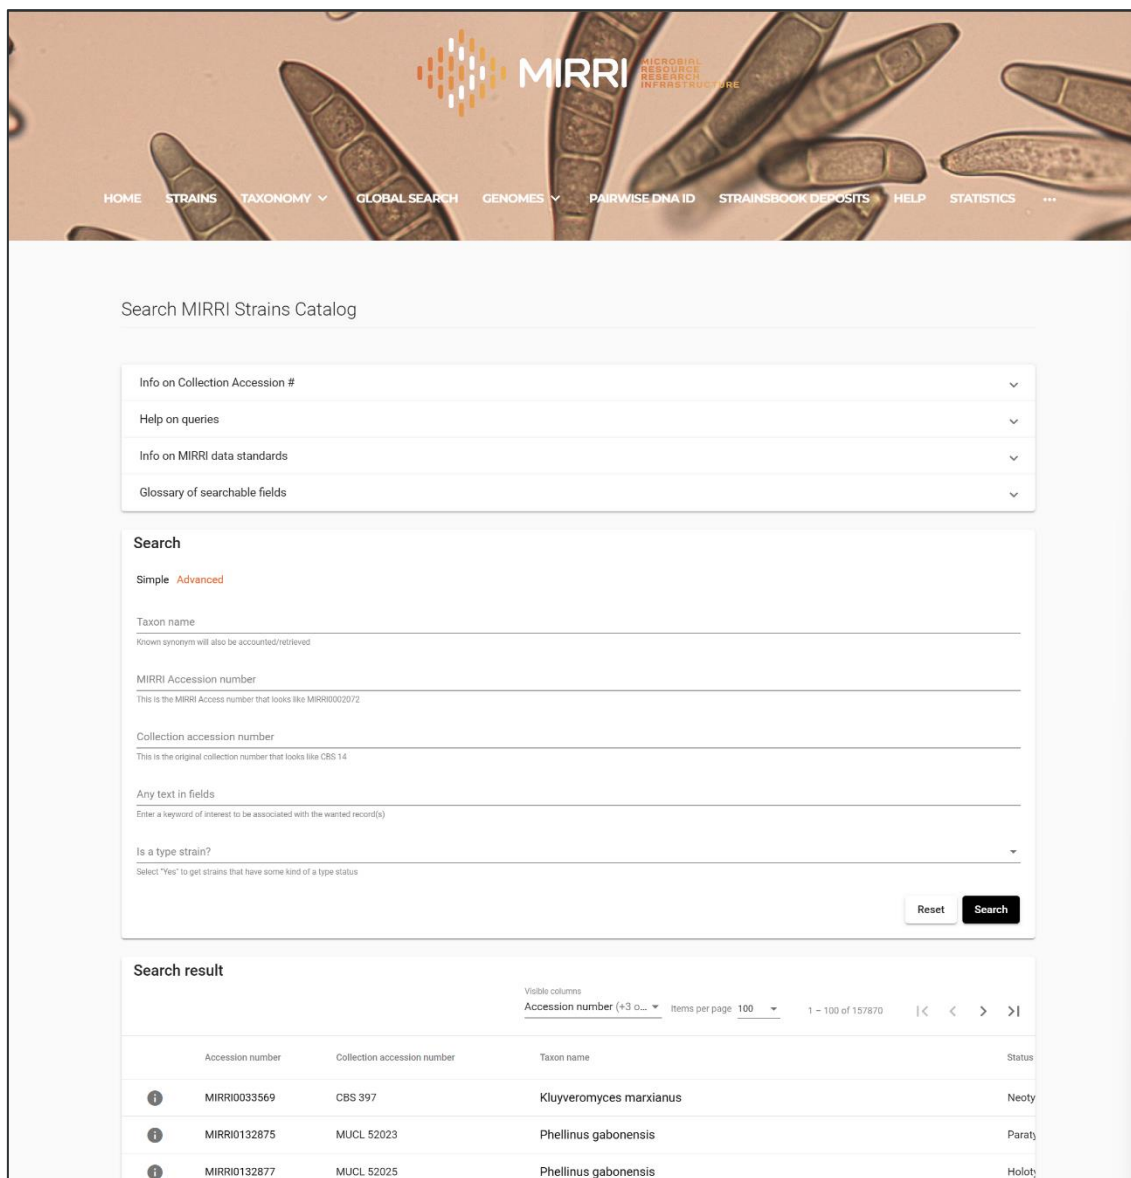 MIRRI
MICROBIAL
RESOURCE
RESEARCH
INFRASTRUCTURE
HOME STRAINS TAXONOMY GLOBAL SEARCH GENOMES PAIRWISE DNA ID STRAINSBOOK DEPOSITS HELP STATISTICS ...
Search MIRRI Strains Catalog
Info on Collection Accession #
Help on queries
Info on MIRRI data standards
Glossary of searchable fields
Search
Simple Advanced
Taxon name
Known synonym will also be accounted/retrieved
MIRRI Accession number
This is the MIRRI Access number that looks like MIRRI0002072
Collection accession number
This is the original collection number that looks like CBS 14
Any text in fields
Enter a keyword of interest to be associated with the wanted record(s)
Is a type strain?
Select "Yes" to get strains that have some kind of a type status
Reset Search
Search result
Visible columns
Accession number (+3 o... Items per page 100 1 – 100 of 157870
Accession number Collection accession number Taxon name Status
MIRRI0033569 CBS 397 Kluyveromyces marxianus Neoty
MIRRI0132875 MUCL 52023 Phellinus gabonensis Paraty
MIRRI0132877 MUCL 52025 Phellinus gabonensis Holoty